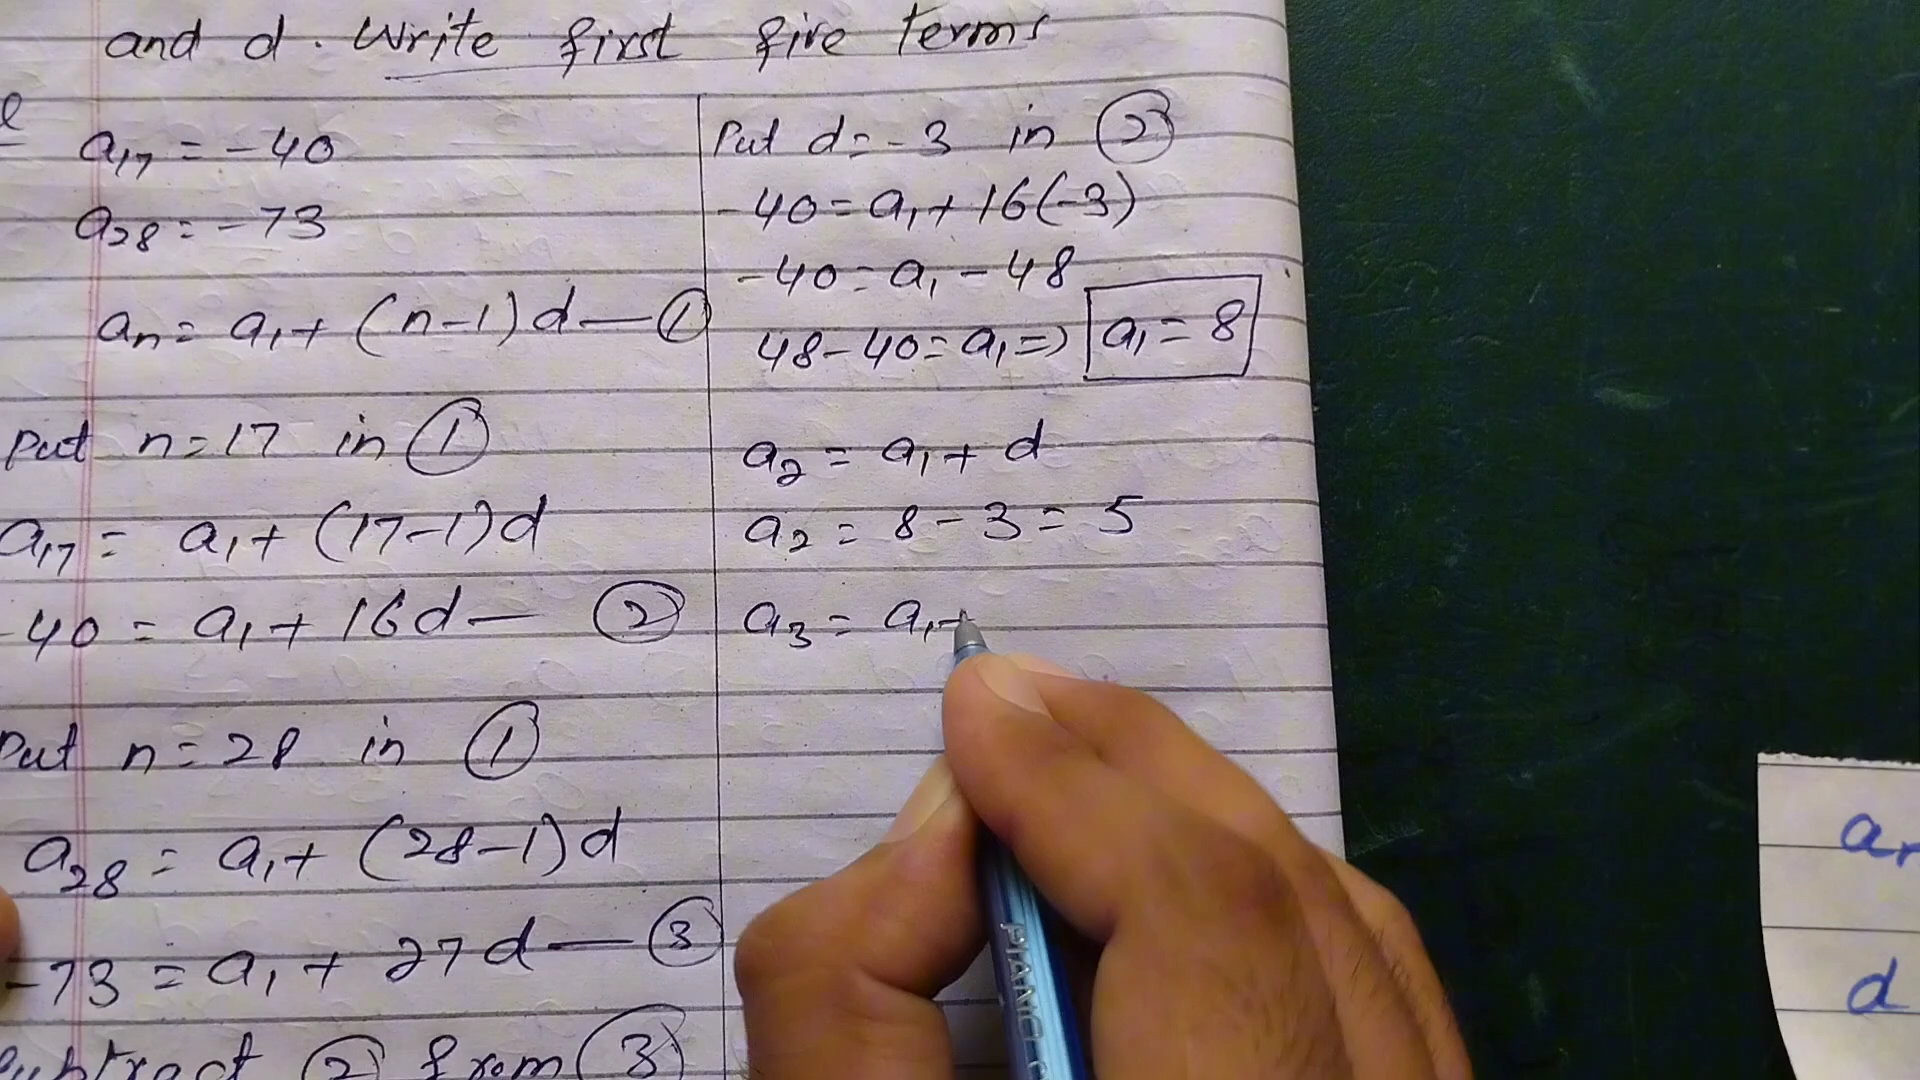 and d. Write first five terms
a17 = -40
a28 = -73
an = a1 + (n-1)d — ①
Put n=17 in ①
a17 = a1 + (17-1)d
-40 = a1 + 16d — ②
Put n=28 in ①
a28 = a1 + (28-1)d
-73 = a1 + 27d — ③
Subtract ② from ③
Put d=-3 in ②
-40 = a1 + 16(-3)
-40 = a1 - 48
48-40 = a1 => a1 = 8
a2 = a1 + d
a2 = 8 - 3 = 5
a3 = a1 +
PIANO
d